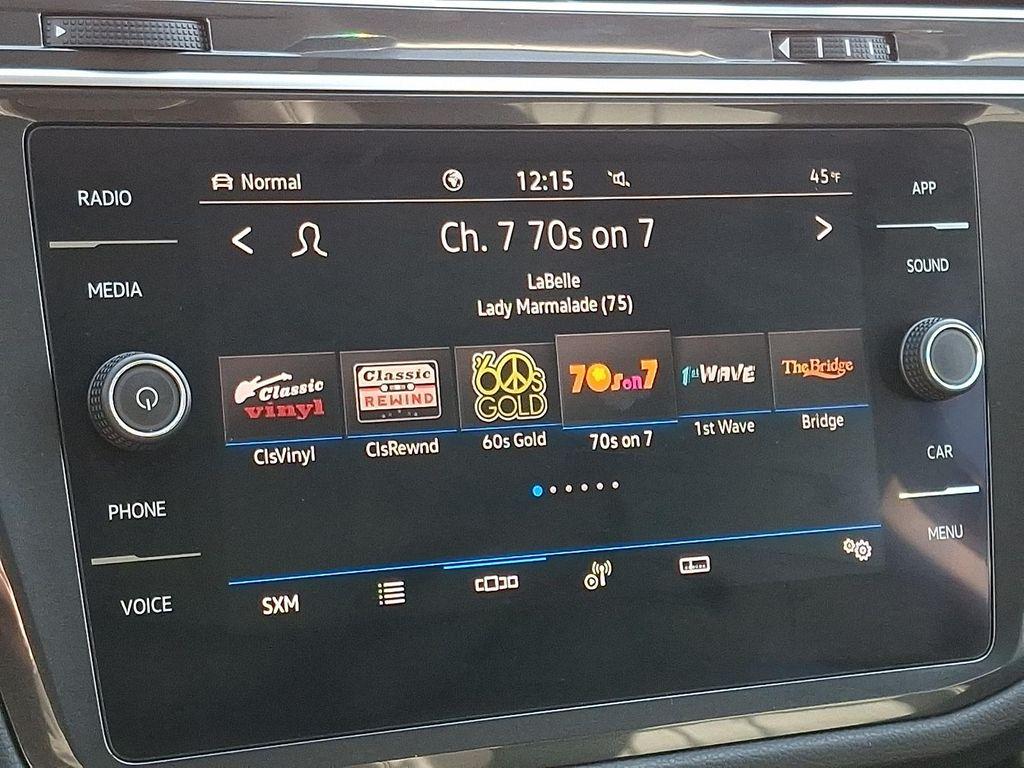 RADIO
MEDIA
PHONE
VOICE
Normal
12:15
45°F
Ch. 7 70s on 7
LaBelle
Lady Marmalade (75)
Classic vinyl
Classic REWIND
'60s GOLD
70s on 7
1st WAVE
The Bridge
ClsVinyl
ClsRewnd
60s Gold
70s on 7
1st Wave
Bridge
SXM
APP
SOUND
CAR
MENU